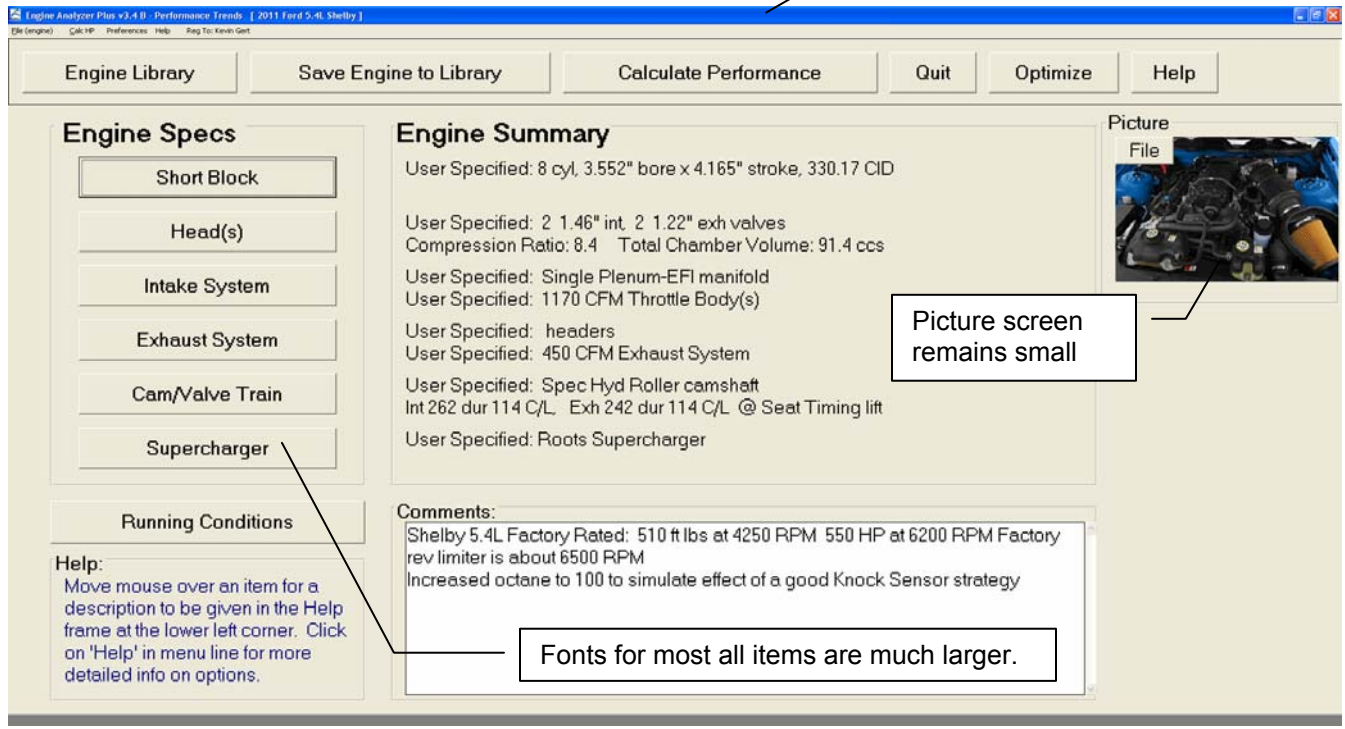 Engine Analyzer Plus v3.4 B - Performance Trends [ 2011 Ford 5.4L Shelby ]
File (engine) Calc HP Preferences Help Reg To: Kevin Gert
Engine Library Save Engine to Library Calculate Performance Quit Optimize Help
Engine Specs
Short Block
Head(s)
Intake System
Exhaust System
Cam/Valve Train
Supercharger
Running Conditions
Help:
Move mouse over an item for a
description to be given in the Help
frame at the lower left corner. Click
on 'Help' in menu line for more
detailed info on options.
Engine Summary
User Specified: 8 cyl, 3.552" bore x 4.165" stroke, 330.17 CID
User Specified: 2 1.46" int, 2 1.22" exh valves
Compression Ratio: 8.4 Total Chamber Volume: 91.4 ccs
User Specified: Single Plenum-EFI manifold
User Specified: 1170 CFM Throttle Body(s)
User Specified: headers
User Specified: 450 CFM Exhaust System
User Specified: Spec Hyd Roller camshaft
Int 262 dur 114 C/L, Exh 242 dur 114 C/L @ Seat Timing lift
User Specified: Roots Supercharger
Comments:
Shelby 5.4L Factory Rated: 510 ft lbs at 4250 RPM 550 HP at 6200 RPM Factory
rev limiter is about 6500 RPM
Increased octane to 100 to simulate effect of a good Knock Sensor strategy
Fonts for most all items are much larger.
Picture
File
Picture screen
remains small